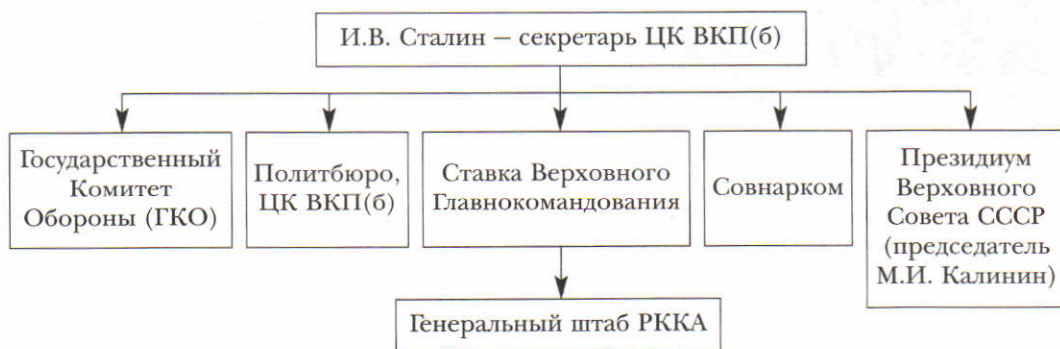 И.В. Сталин – секретарь ЦК ВКП(б)
Государственный
Комитет
Обороны (ГКО)
Политбюро,
ЦК ВКП(б)
Ставка Верховного
Главнокомандования
Совнарком
Президиум
Верховного
Совета СССР
(председатель
М.И. Калинин)
Генеральный штаб РККА